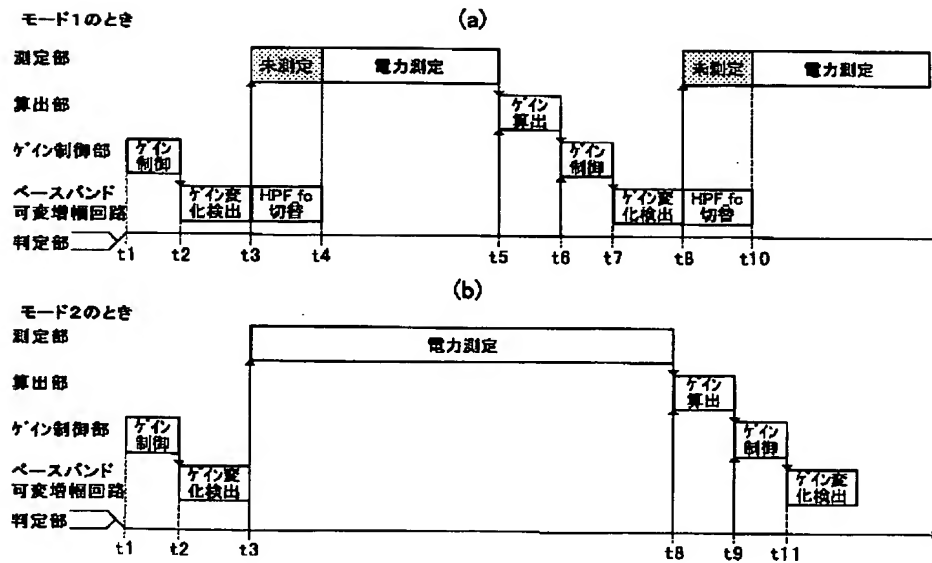 (a)
モード1のとき
測定部
未測定
電力測定
未測定
電力測定
算出部
ゲイン
算出
ゲイン制御部
ゲイン
制御
ゲイン
制御
ベースバンド
可変増幅回路
ゲイン変
化検出
HPF_fc
切替
ゲイン変
化検出
HPF_fc
切替
判定部
t1 t2 t3 t4 t5 t6 t7 t8 t10
(b)
モード2のとき
測定部
電力測定
算出部
ゲイン
算出
ゲイン制御部
ゲイン
制御
ゲイン
制御
ベースバンド
可変増幅回路
ゲイン変
化検出
ゲイン変
化検出
判定部
t1 t2 t3 t8 t9 t11